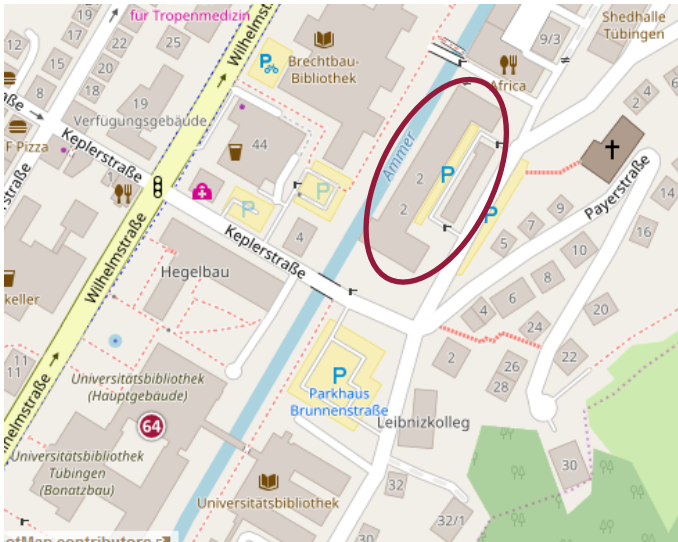 für Tropenmedizin
Wilhelmstraße
Brechtbau-
Bibliothek
Shedhalle
Tübingen
9/3
Africa
12
17
22
25
15
20
18
8
19
Verfügungsgebäude
F Pizza
Keplerstraße
44
P
P
P
Ammer
2
2
P
P
2
4
6
Payerstraße
14
16
9
7
5
10
8
6
4
20
24
22
2
26
28
30
4
Keplerstraße
Hegelbau
Wilhelmstraße
keller
11
11
Universitätsbibliothek
(Hauptgebäude)
64
P
Parkhaus
Brunnenstraße
Leibnizkolleg
Universitätsbibliothek
Tübingen
(Bonatzbau)
Universitätsbibliothek
32
32/1
30